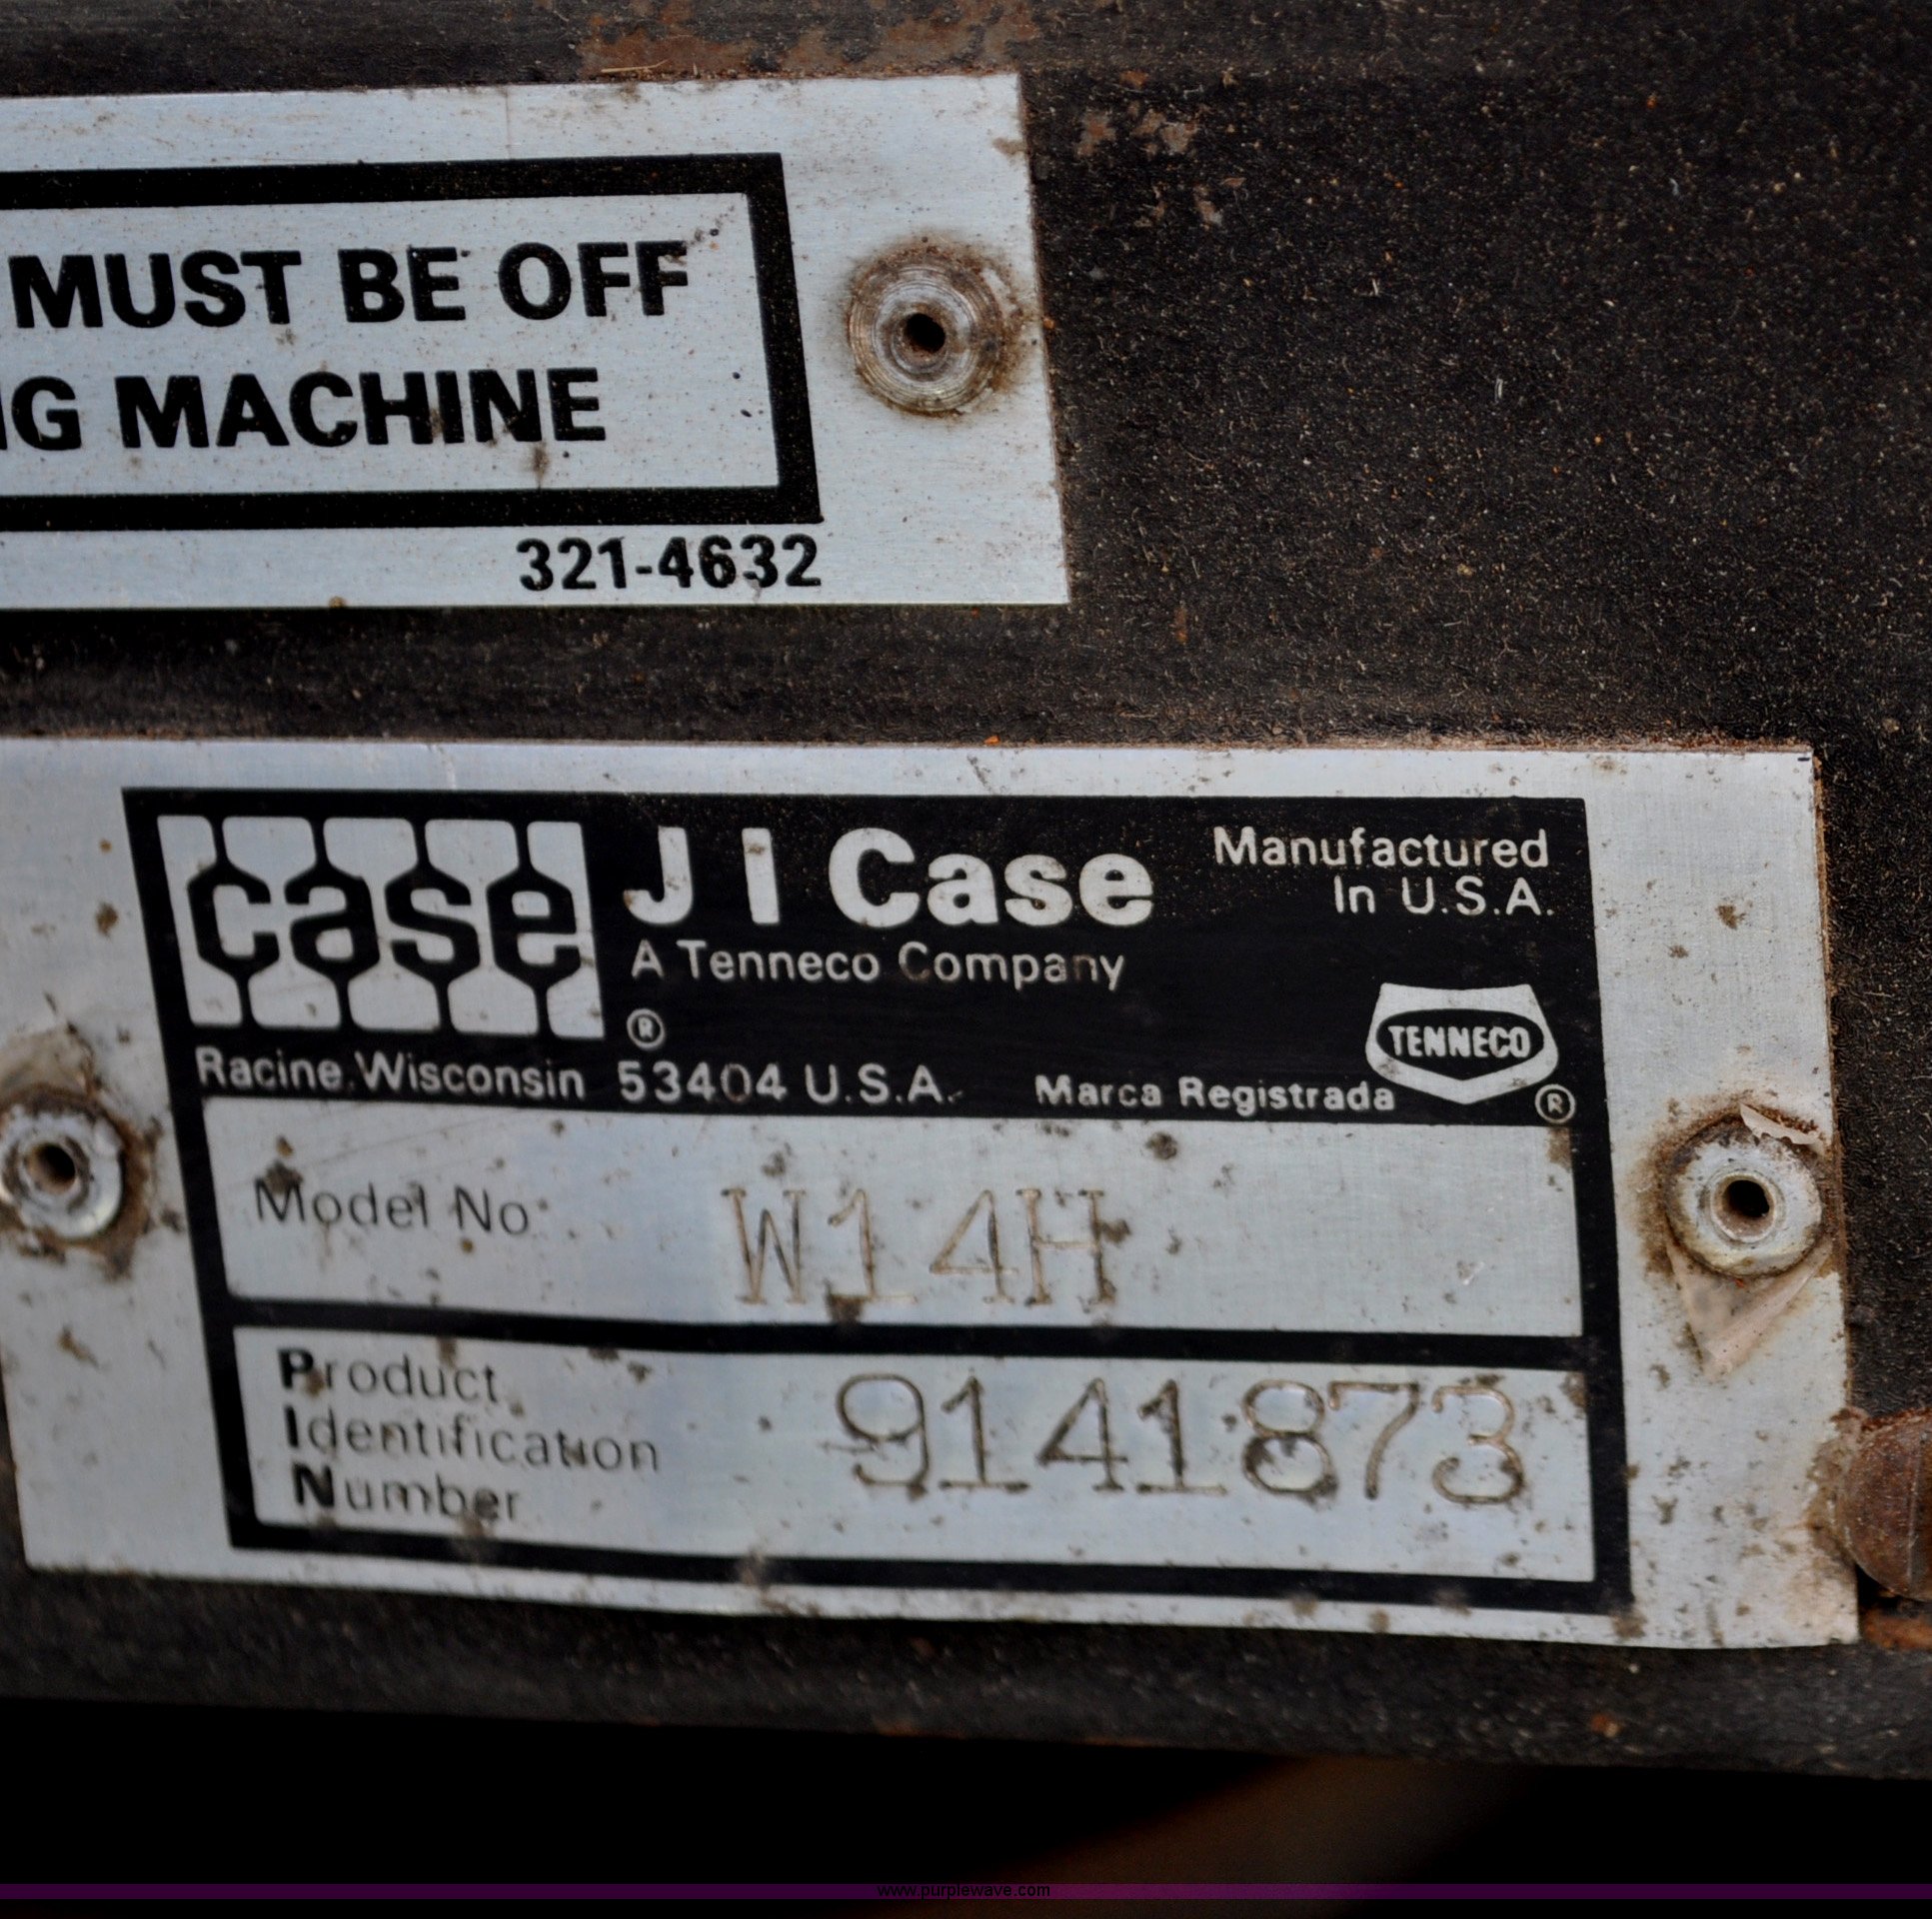 MUST BE OFF
NG MACHINE
321-4632
case J I Case Manufactured
In U.S.A.
A Tenneco Company
®
TENNECO
Racine, Wisconsin 53404 U.S.A. Marca Registrada ®
Model No. W14H
Product
Identification
Number
9141873
www.purplewave.com